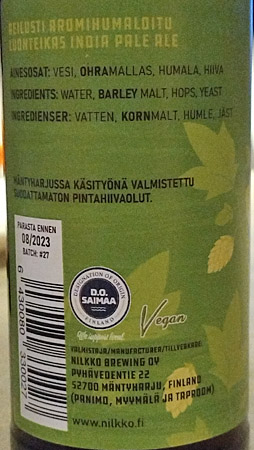 REILUSTI AROMIHUMALOITU
LUONTEIKAS INDIA PALE ALE
AINESOSAT: VESI, OHRAMALLAS, HUMALA, HIIVA
INGREDIENTS: WATER, BARLEY MALT, HOPS, YEAST
INGREDIENSER: VATTEN, KORNMALT, HUMLE, JÄST
MÄNTYHARJUSSA KÄSITYÖNÄ VALMISTETTU
SUODATTAMATON PINTAHIIVAOLUT.
PARASTA ENNEN
08/2023
BATCH: #27
DESIGNATION OF ORIGIN
D.O.
SAIMAA
FINLAND
We support local.
Vegan
VALMISTAJA/MANUFACTURER/TILLVERKARE:
NILKKO BREWING OY
PYHÄVEDENTIE 22
52700 MÄNTYHARJU, FINLAND
(PANIMO, MYYMÄLÄ JA TAPROOM)
www.nilkko.fi